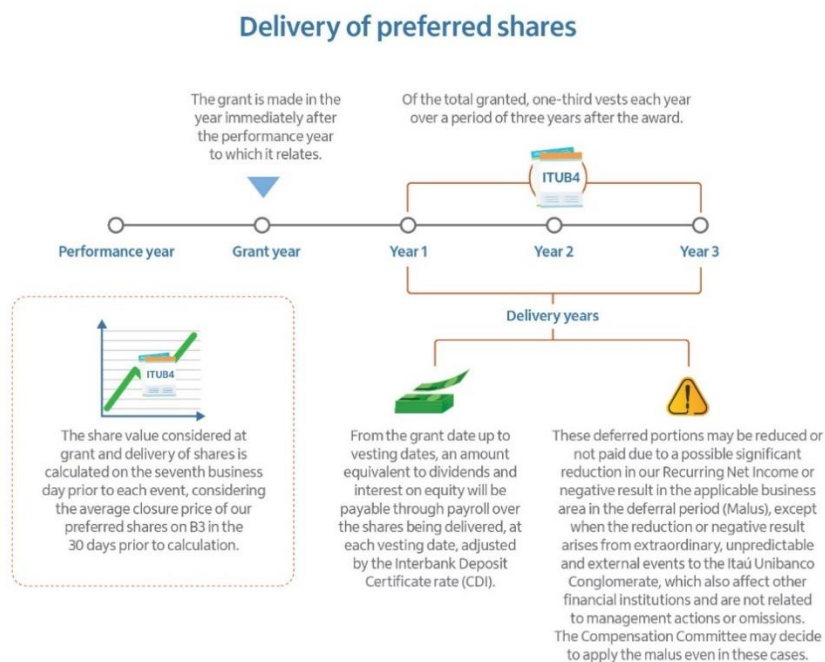 Delivery of preferred shares
The grant is made in the
year immediately after
the performance year
to which it relates.
Of the total granted, one-third vests each year
over a period of three years after the award.
ITUB4
Performance year
Grant year
Year 1
Year 2
Year 3
Delivery years
ITUB4
The share value considered at
grant and delivery of shares is
calculated on the seventh business
day prior to each event, considering
the average closure price of our
preferred shares on B3 in the
30 days prior to calculation.
From the grant date up to
vesting dates, an amount
equivalent to dividends and
interest on equity will be
payable through payroll over
the shares being delivered, at
each vesting date, adjusted
by the Interbank Deposit
Certificate rate (CDI).
These deferred portions may be reduced or
not paid due to a possible significant
reduction in our Recurring Net Income or
negative result in the applicable business
area in the deferral period (Malus), except
when the reduction or negative result
arises from extraordinary, unpredictable
and external events to the Itaú Unibanco
Conglomerate, which also affect other
financial institutions and are not related
to management actions or omissions.
The Compensation Committee may decide
to apply the malus even in these cases.